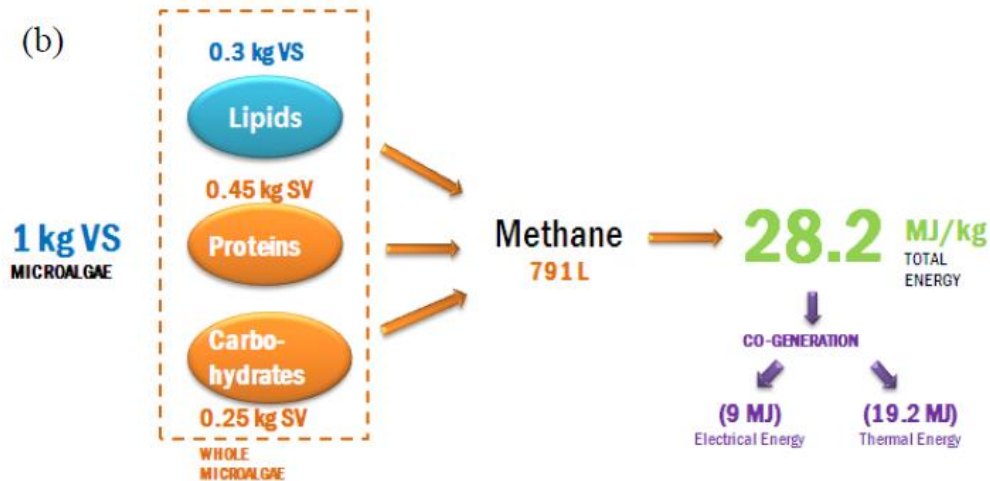 (b)
0.3 kg VS
Lipids
0.45 kg SV
Proteins
Carbo-
hydrates
0.25 kg SV
WHOLE
MICROALGAE
1 kg VS
MICROALGAE
Methane
791 L
28.2
MJ/kg
TOTAL
ENERGY
CO-GENERATION
(9 MJ)
Electrical Energy
(19.2 MJ)
Thermal Energy